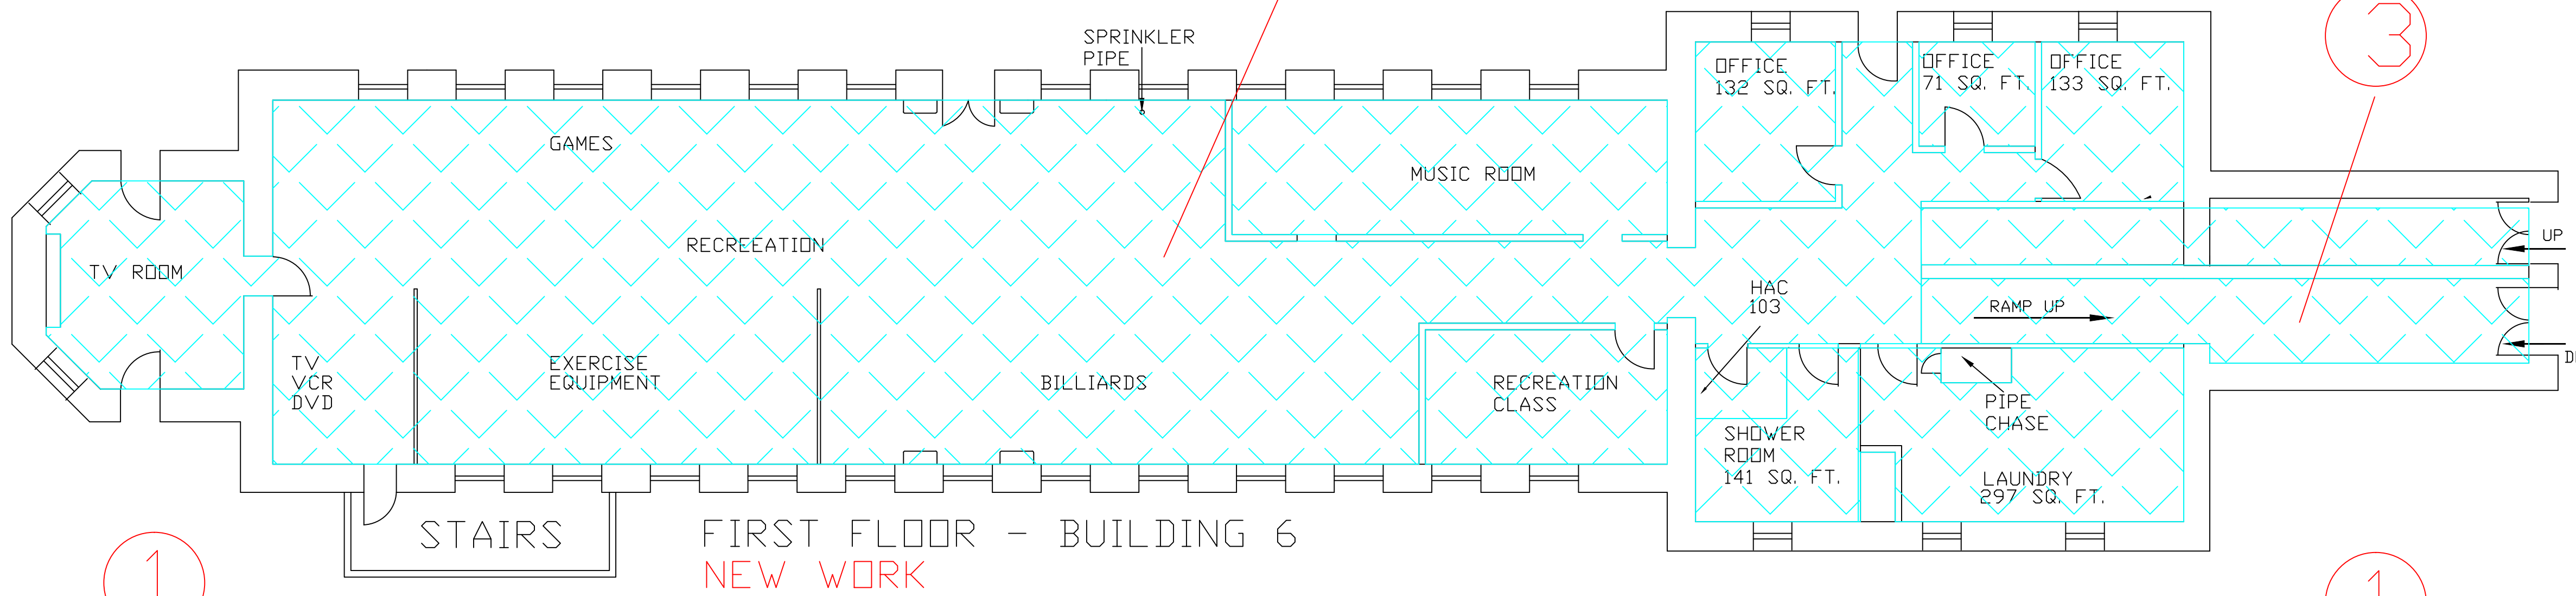 3
SPRINKLER
PIPE
OFFICE
132 SQ. FT.
OFFICE
71 SQ. FT.
OFFICE
133 SQ. FT.
GAMES
MUSIC ROOM
RECREEATION
TV ROOM
UP
HAC
103
RAMP UP
TV
VCR
DVD
EXERCISE
EQUIPMENT
BILLIARDS
RECREATION
CLASS
PIPE
CHASE
SHOWER
ROOM
141 SQ. FT.
LAUNDRY
297 SQ. FT.
STAIRS
FIRST FLOOR - BUILDING 6
NEW WORK
1
1